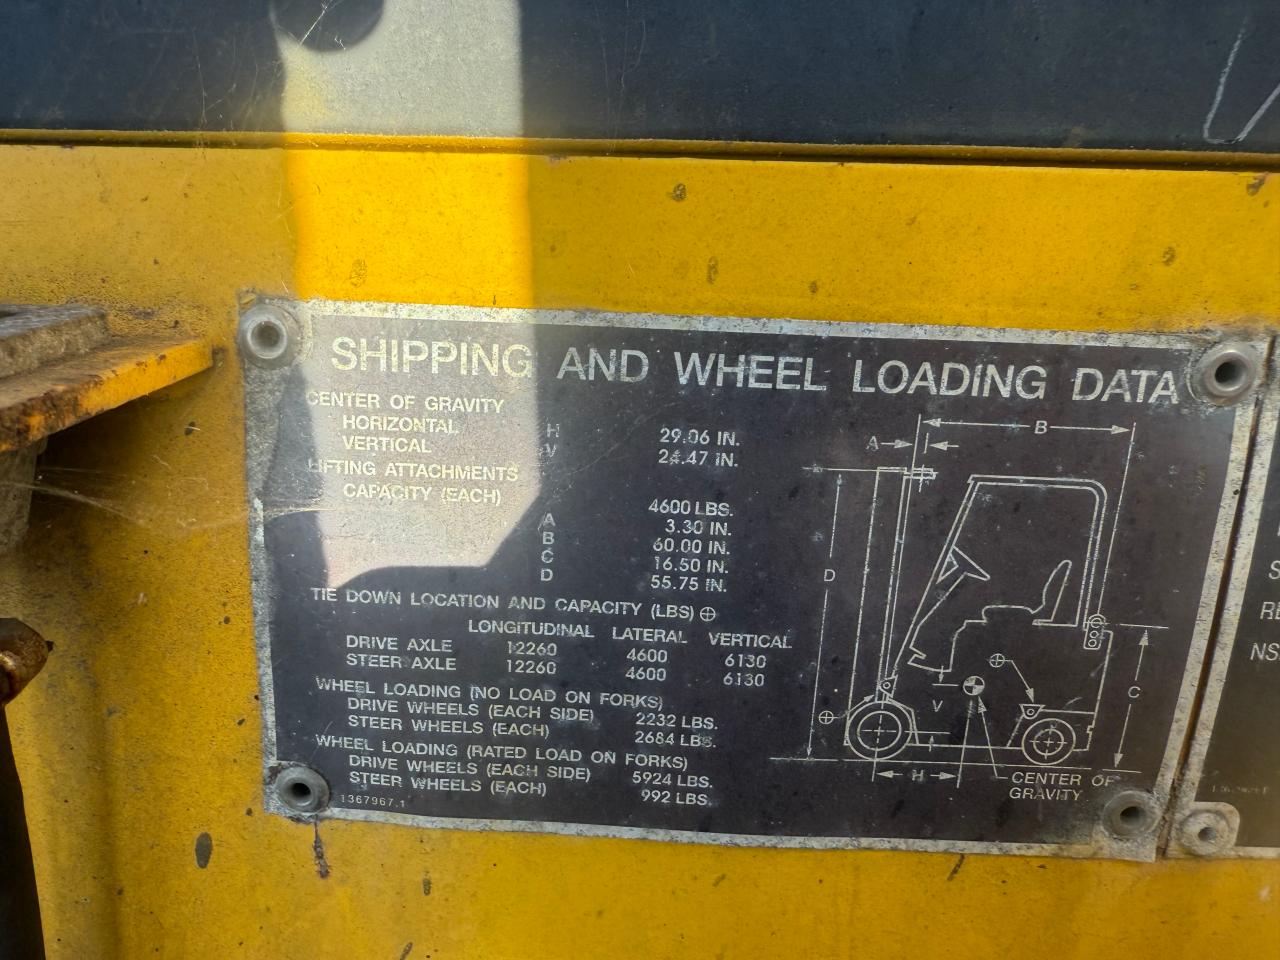 SHIPPING AND WHEEL LOADING DATA
CENTER OF GRAVITY
HORIZONTAL H 29.06 IN.
VERTICAL V 24.47 IN.
LIFTING ATTACHMENTS
CAPACITY (EACH) 4600 LBS.
A 3.30 IN.
B 60.00 IN.
C 16.50 IN.
D 55.75 IN.
TIE DOWN LOCATION AND CAPACITY (LBS) ⊕
LONGITUDINAL LATERAL VERTICAL
DRIVE AXLE 12260 4600 6130
STEER AXLE 12260 4600 6130
WHEEL LOADING (NO LOAD ON FORKS)
DRIVE WHEELS (EACH SIDE) 2232 LBS.
STEER WHEELS (EACH) 2684 LBS.
WHEEL LOADING (RATED LOAD ON FORKS)
DRIVE WHEELS (EACH SIDE) 5924 LBS.
STEER WHEELS (EACH) 992 LBS.
1367967.1
A B
D
C
V
H
CENTER OF
GRAVITY
S
RE
NS